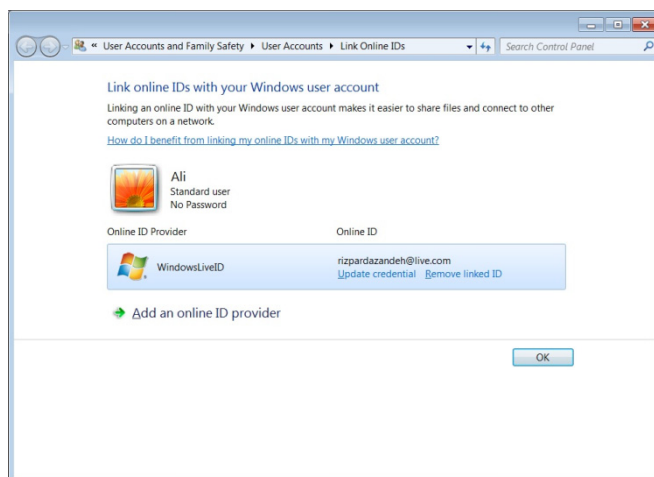 « User Accounts and Family Safety ▸ User Accounts ▸ Link Online IDs
Search Control Panel
Link online IDs with your Windows user account
Linking an online ID with your Windows user account makes it easier to share files and connect to other
computers on a network.
How do I benefit from linking my online IDs with my Windows user account?
Ali
Standard user
No Password
Online ID Provider Online ID
WindowsLiveID
rizpardazandeh@live.com
Update credential Remove linked ID
Add an online ID provider
OK